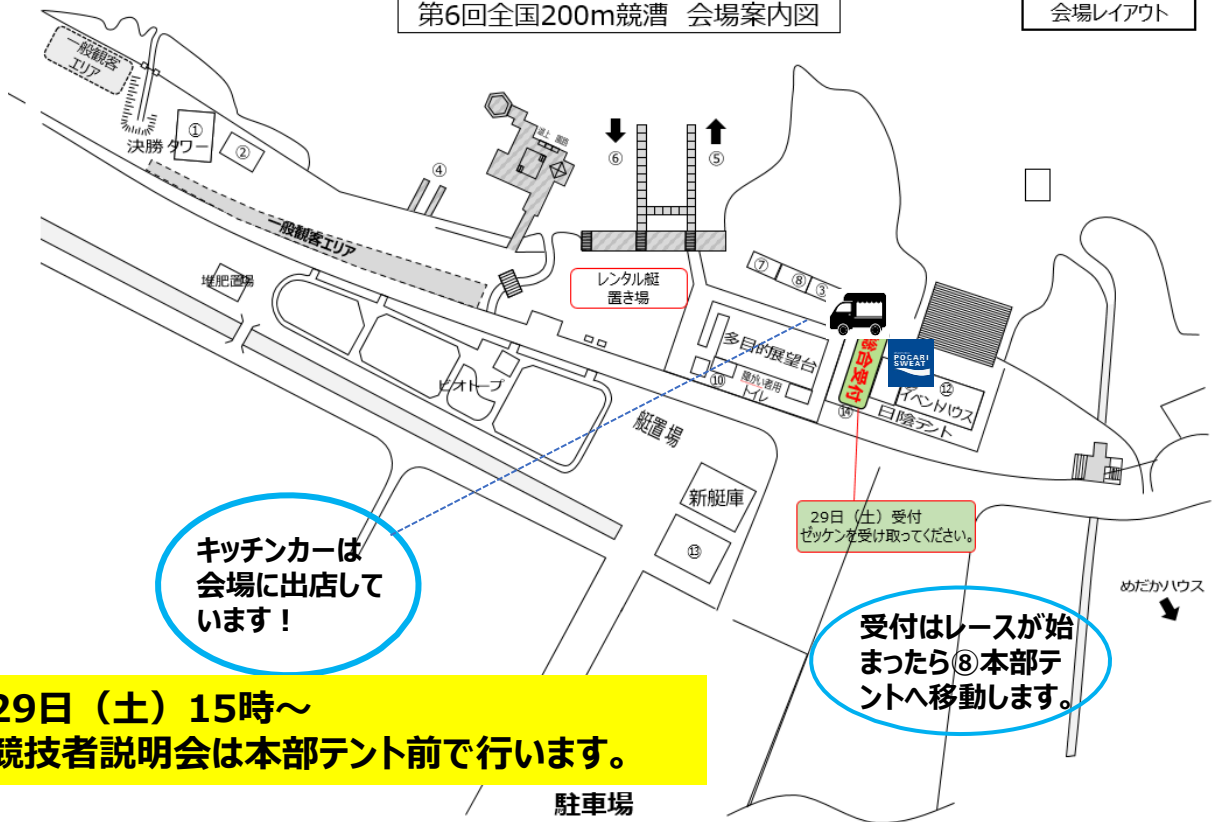 第6回全国200m競漕 会場案内図
会場レイアウト
一般観客
エリア
①
②
決勝 タワー
④
⑥
⑤
一般観客エリア
堆肥置場
レンタル艇
置き場
⑦
⑧
③
多目的展望台
⑩
障がい者用
トイレ
総合受付
⑭
POCARI
SWEAT
⑫
イベントハウス
日陰テント
ビオトープ
艇置場
新艇庫
⑬
29日（土）受付
ゼッケンを受け取ってください。
キッチンカーは
会場に出店して
います！
めだかハウス
受付はレースが始
まったら⑧本部テ
ントへ移動します。
29日（土）15時～
競技者説明会は本部テント前で行います。
駐車場